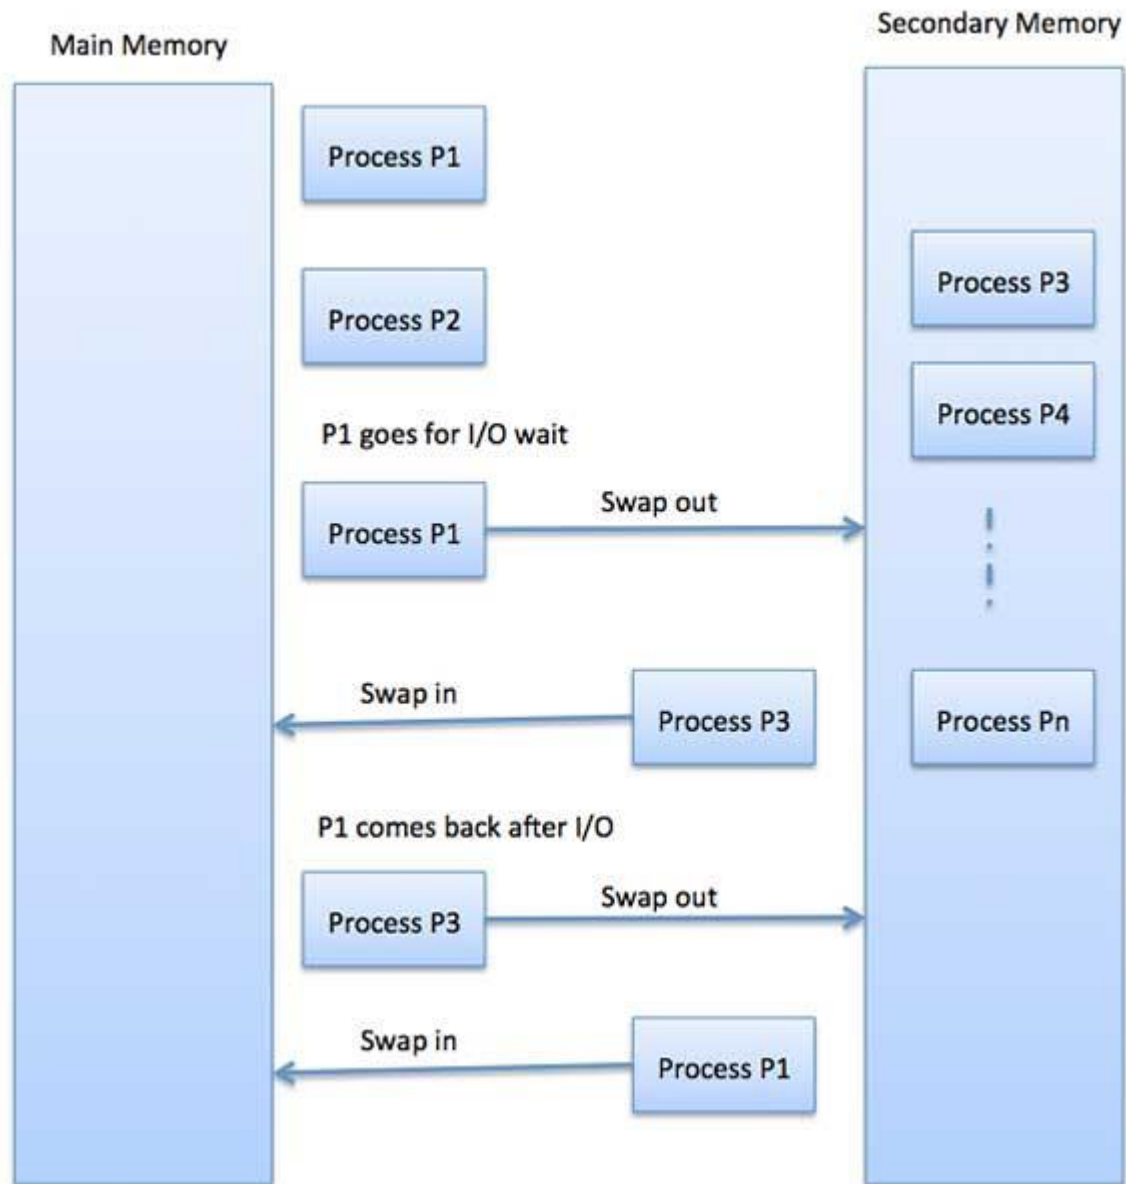 Main Memory
Secondary Memory
Process P1
Process P3
Process P2
Process P4
P1 goes for I/O wait
Swap out
Process P1
Swap in
Process P3
Process Pn
P1 comes back after I/O
Swap out
Process P3
Swap in
Process P1